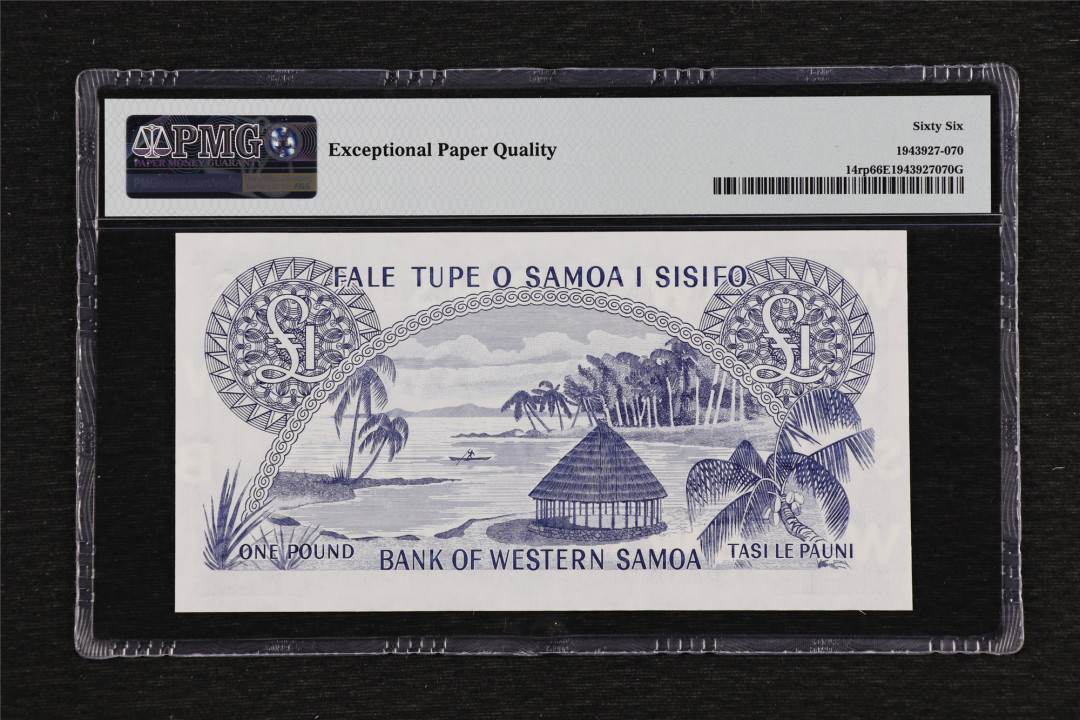 PMG
PAPER MONEY GUARANTY
Exceptional Paper Quality
Sixty Six
1943927-070
14rp66E1943927070G
FALE TUPE O SAMOA I SISIFO
£1
£1
ONE POUND
BANK OF WESTERN SAMOA
TASI LE PAUNI